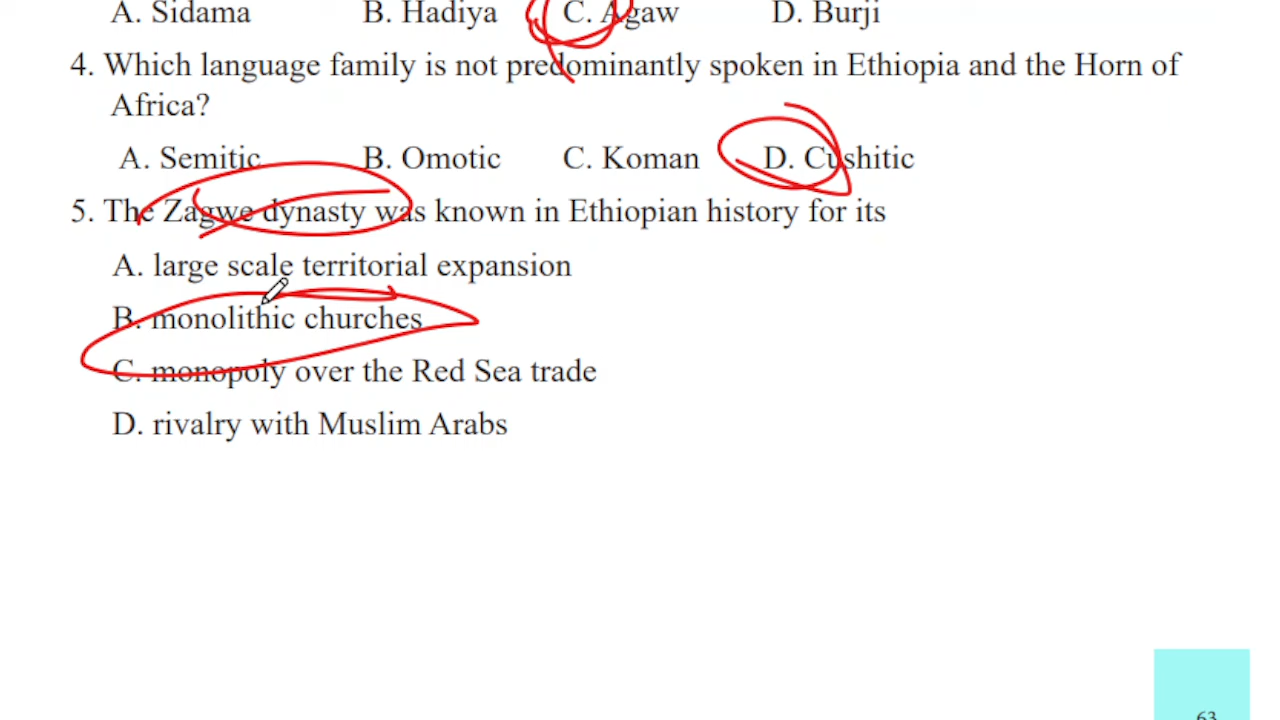 A. Sidama B. Hadiya C. Agaw D. Burji
4. Which language family is not predominantly spoken in Ethiopia and the Horn of
Africa?
A. Semitic B. Omotic C. Koman D. Cushitic
5. The Zagwe dynasty was known in Ethiopian history for its
A. large scale territorial expansion
B. monolithic churches
C. monopoly over the Red Sea trade
D. rivalry with Muslim Arabs
63